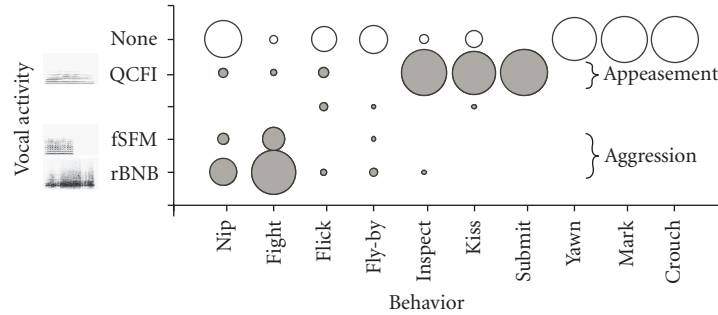 None
QCFI
Appeasement
fSFM
Aggression
rBNB
Vocal activity
Nip
Fight
Flick
Fly-by
Inspect
Kiss
Submit
Yawn
Mark
Crouch
Behavior